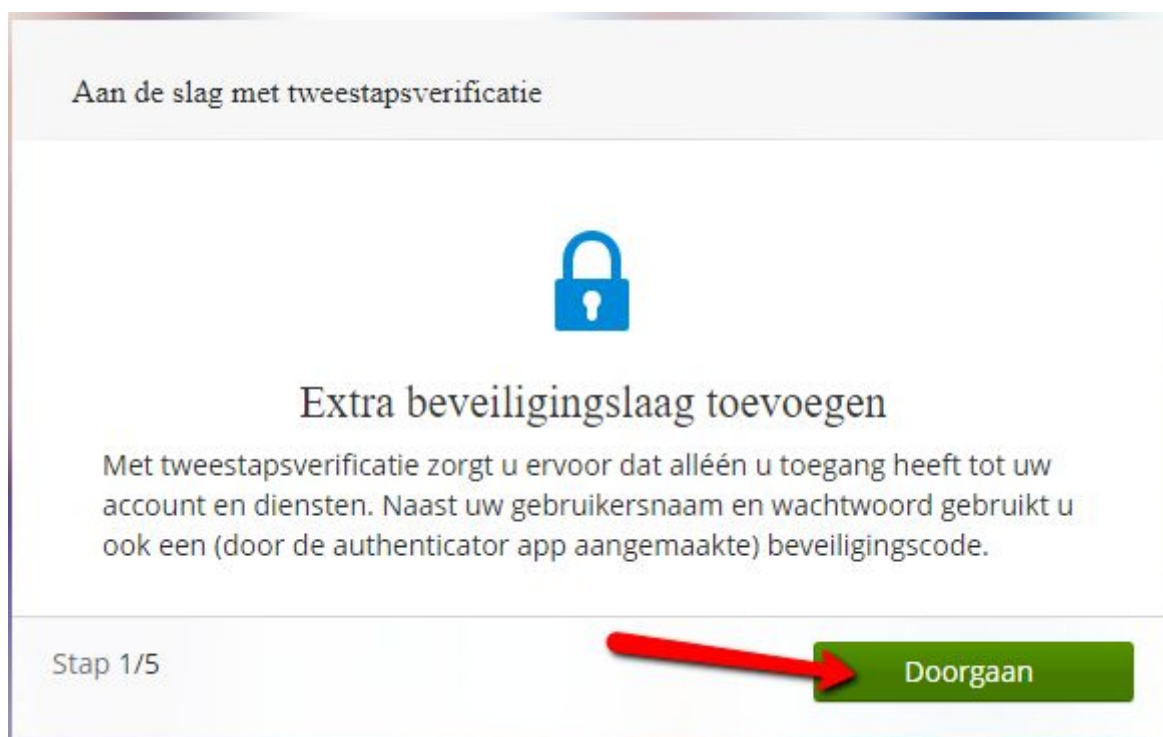 Aan de slag met tweestapsverificatie
Extra beveiligingslaag toevoegen
Met tweestapsverificatie zorgt u ervoor dat alléén u toegang heeft tot uw
account en diensten. Naast uw gebruikersnaam en wachtwoord gebruikt u
ook een (door de authenticator app aangemaakte) beveiligingscode.
Stap 1/5
Doorgaan